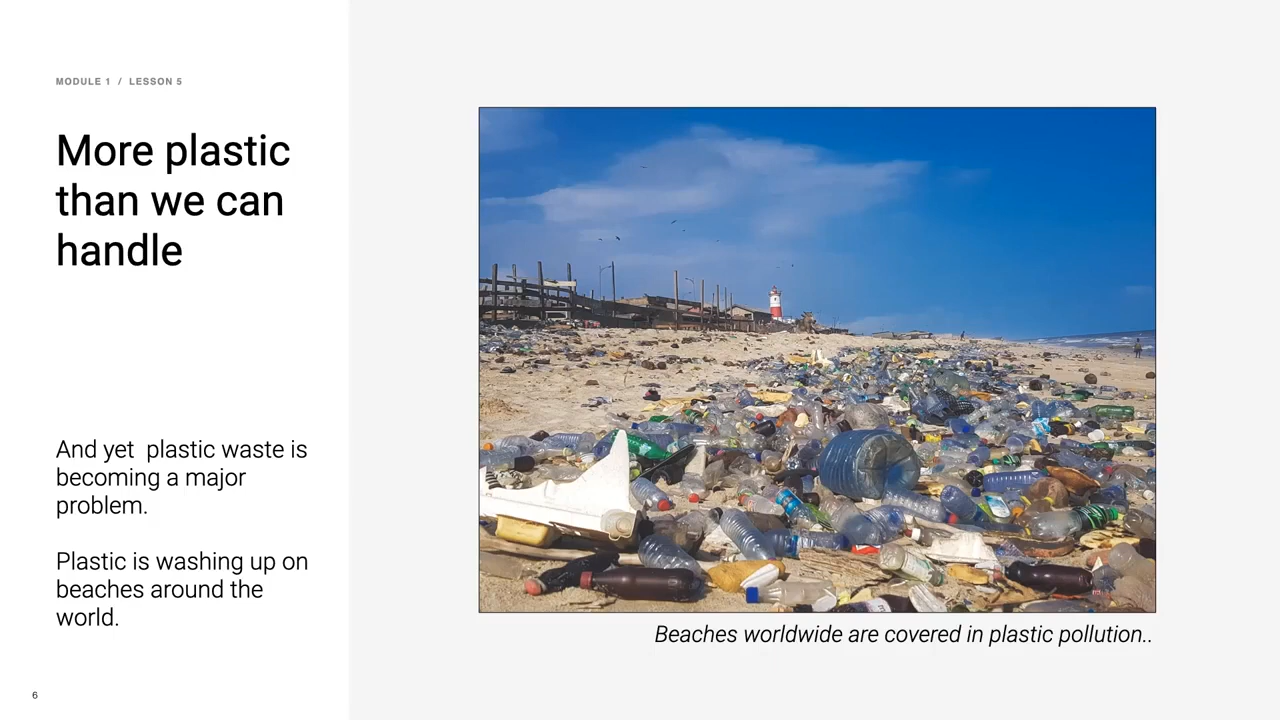 MODULE 1 / LESSON 5
More plastic
than we can
handle
And yet  plastic waste is
becoming a major
problem.
Plastic is washing up on
beaches around the
world.
Beaches worldwide are covered in plastic pollution..
6